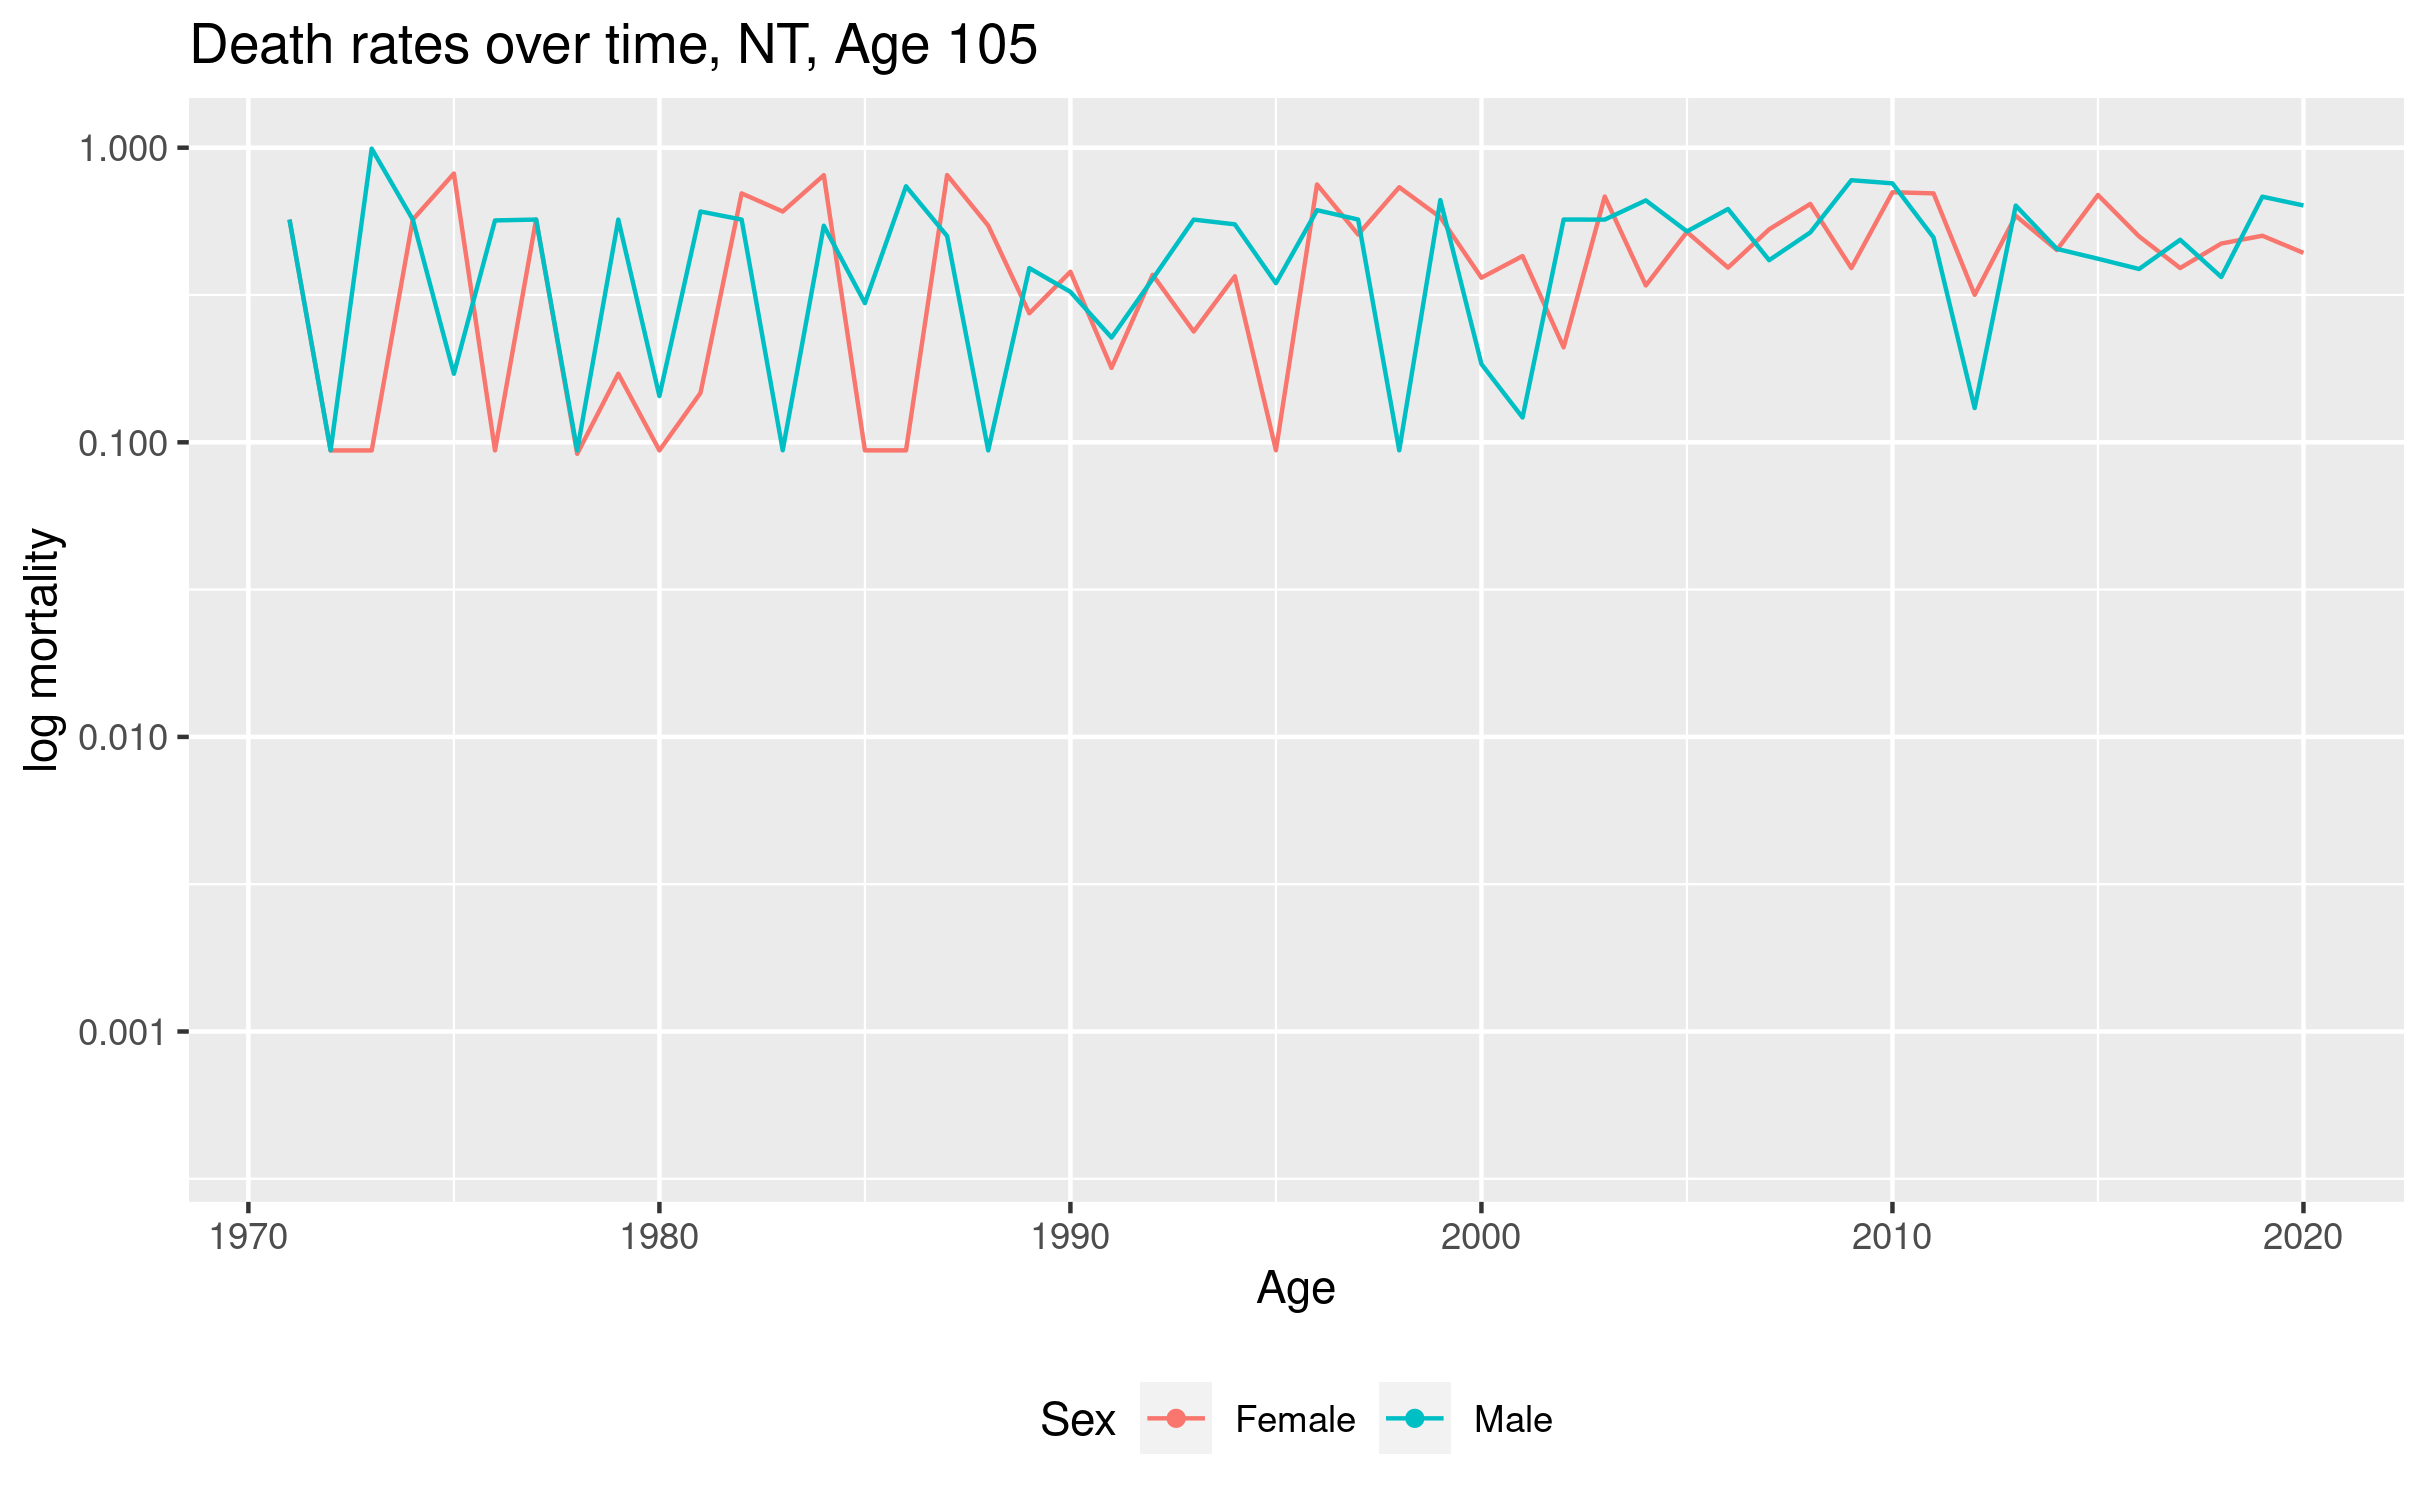 Death rates over time, NT, Age 105
log mortality
1.000
0.100
0.010
0.001
1970 1980 1990 2000 2010 2020
Age
Sex Female Male